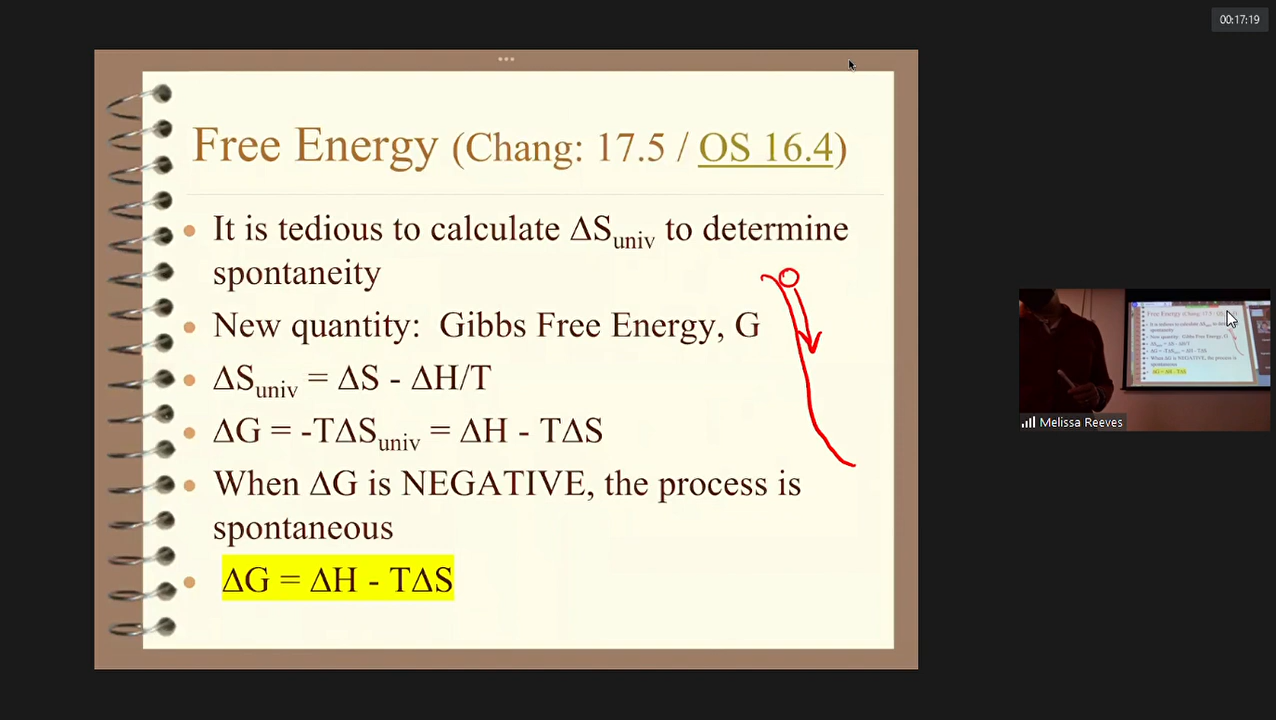 00:17:19
Free Energy (Chang: 17.5 / OS 16.4)
• It is tedious to calculate ΔSuniv to determine
spontaneity
• New quantity: Gibbs Free Energy, G
• ΔSuniv = ΔS - ΔH/T
• ΔG = -TΔSuniv = ΔH - TΔS
• When ΔG is NEGATIVE, the process is
spontaneous
• ΔG = ΔH - TΔS
Melissa Reeves